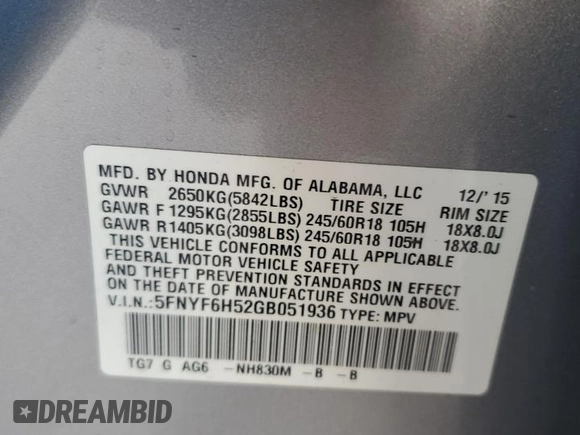 MFD. BY HONDA MFG. OF ALABAMA, LLC 12/'15
GVWR 2650KG(5842LBS) TIRE SIZE RIM SIZE
GAWR F 1295KG(2855LBS) 245/60R18 105H 18X8.0J
GAWR R1405KG(3098LBS) 245/60R18 105H 18X8.0J
THIS VEHICLE CONFORMS TO ALL APPLICABLE
FEDERAL MOTOR VEHICLE SAFETY
AND THEFT PREVENTION STANDARDS IN EFFECT
ON THE DATE OF MANUFACTURE SHOWN ABOVE.
V.I.N.:5FNYF6H52GB051936 TYPE: MPV
TG7 G AG6 -NH830M -B -B
DREAMBID